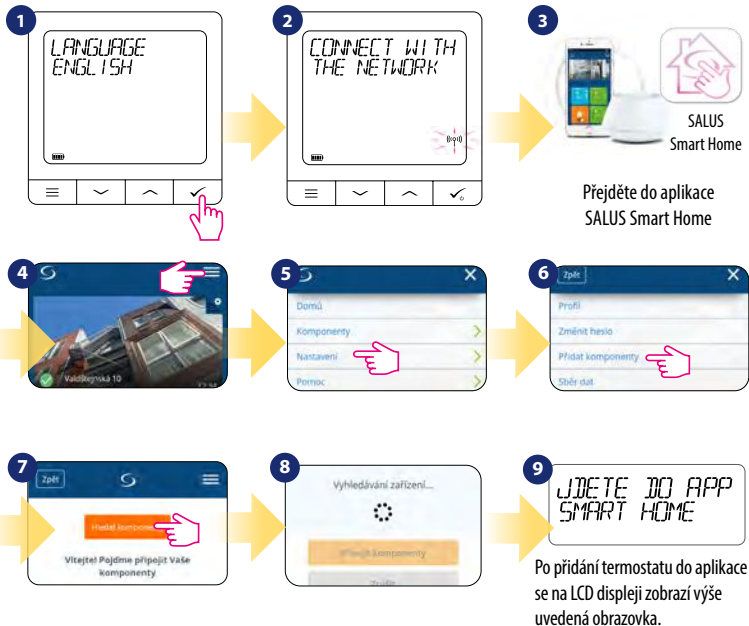 1
LANGUAGE
ENGLISH
2
CONNECT WITH
THE NETWORK
3
SALUS
Smart Home
Přejděte do aplikace
SALUS Smart Home
4
Valdštejnská 10
5
Domů
Komponenty
Nastavení
Pomoc
6
Zpět
Profil
Změnit heslo
Přidat komponenty
Sběr dat
7
Zpět
Hledat
Vítejte! Pojďme připojit Vaše
komponenty
8
Vyhledávání zařízení...
Připojit komponenty
9
JDETE DO APP
SMART HOME
Po přidání termostatu do aplikace
se na LCD displeji zobrazí výše
uvedená obrazovka.